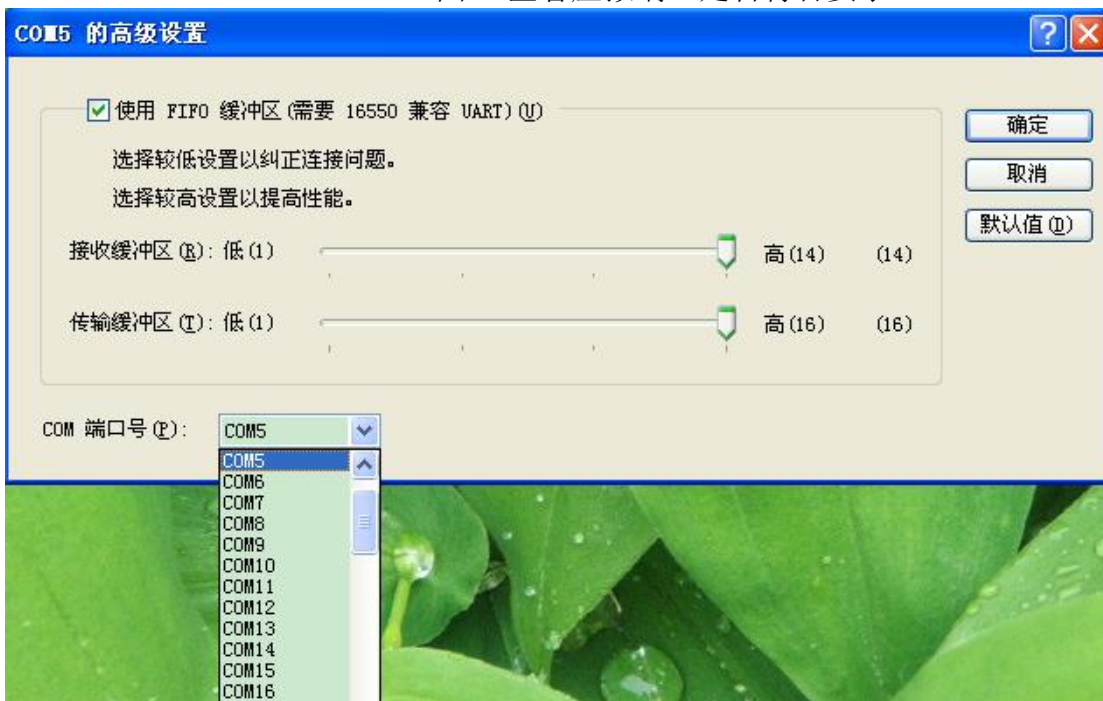 COM5 的高级设置
使用 FIFO 缓冲区(需要 16550 兼容 UART)(U)
确定
选择较低设置以纠正连接问题。
取消
选择较高设置以提高性能。
默认值(D)
接收缓冲区(R): 低(1) 高(14) (14)
传输缓冲区(T): 低(1) 高(16) (16)
COM 端口号(P): COM5
COM5
COM6
COM7
COM8
COM9
COM10
COM11
COM12
COM13
COM14
COM15
COM16